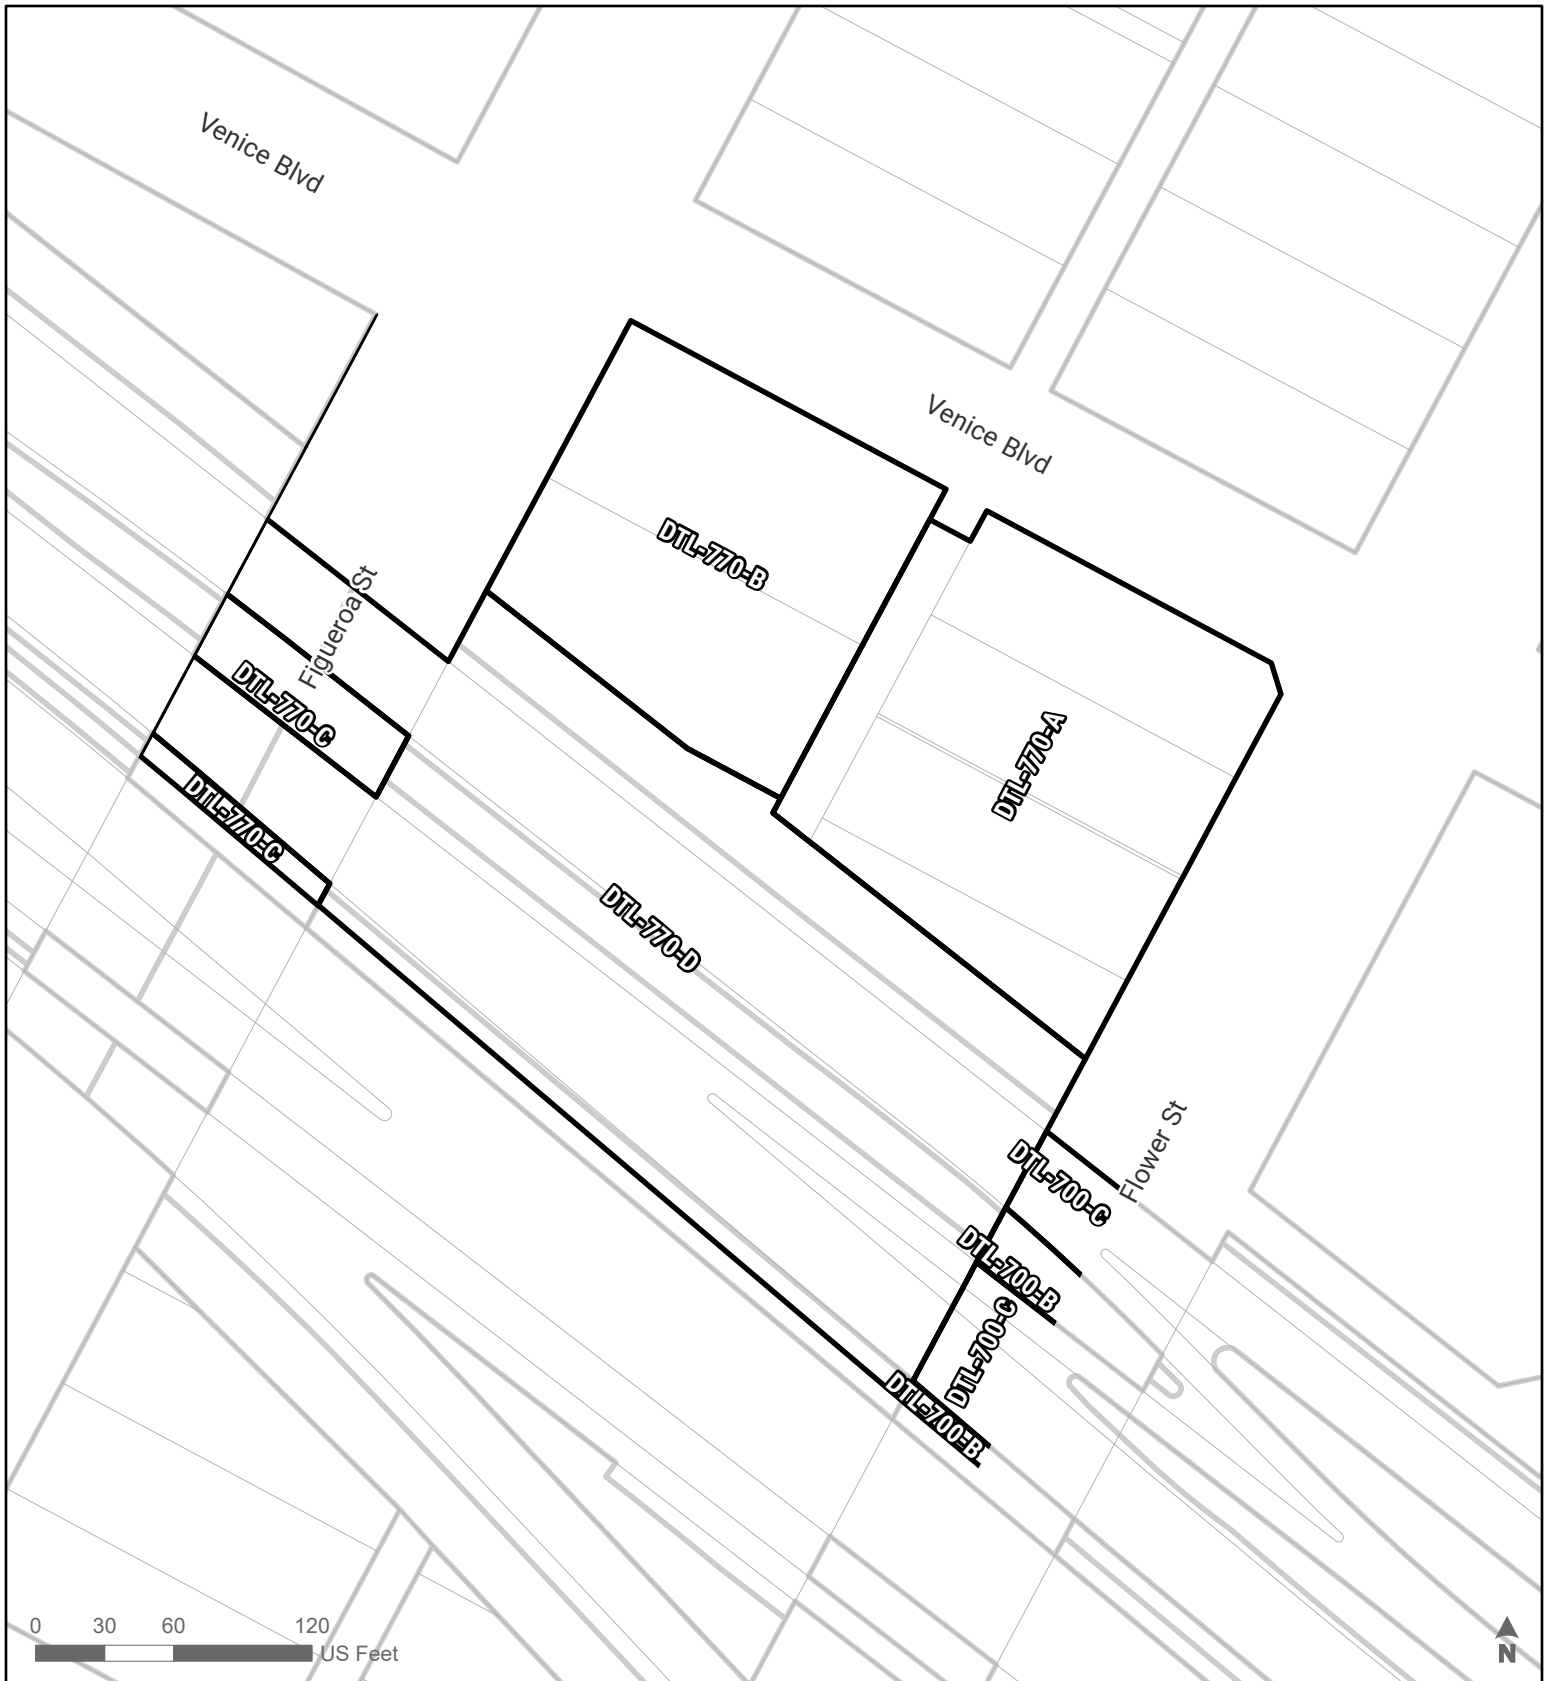 Venice Blvd
Venice Blvd
DTL-770-B
Figueroa St
DTL-770-C
DTL-770-A
DTL-770-C
DTL-770-D
Flower St
DTL-700-C
DTL-700-B
DTL-700-C
DTL-700-B
0 30 60 120
US Feet
N